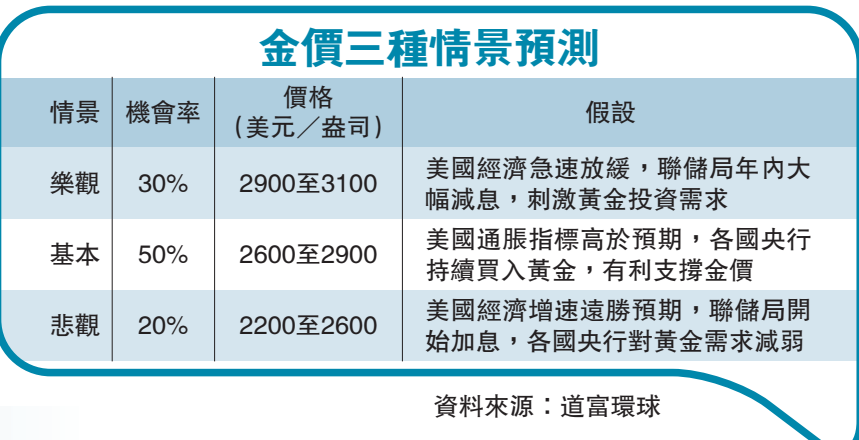 金價三種情景預測
情景 機會率 價格 假設
(美元／盎司)
樂觀 30% 2900至3100 美國經濟急速放緩，聯儲局年內大
幅減息，刺激黃金投資需求
基本 50% 2600至2900 美國通脹指標高於預期，各國央行
持續買入黃金，有利支撐金價
悲觀 20% 2200至2600 美國經濟增速遠勝預期，聯儲局開
始加息，各國央行對黃金需求減弱
資料來源：道富環球